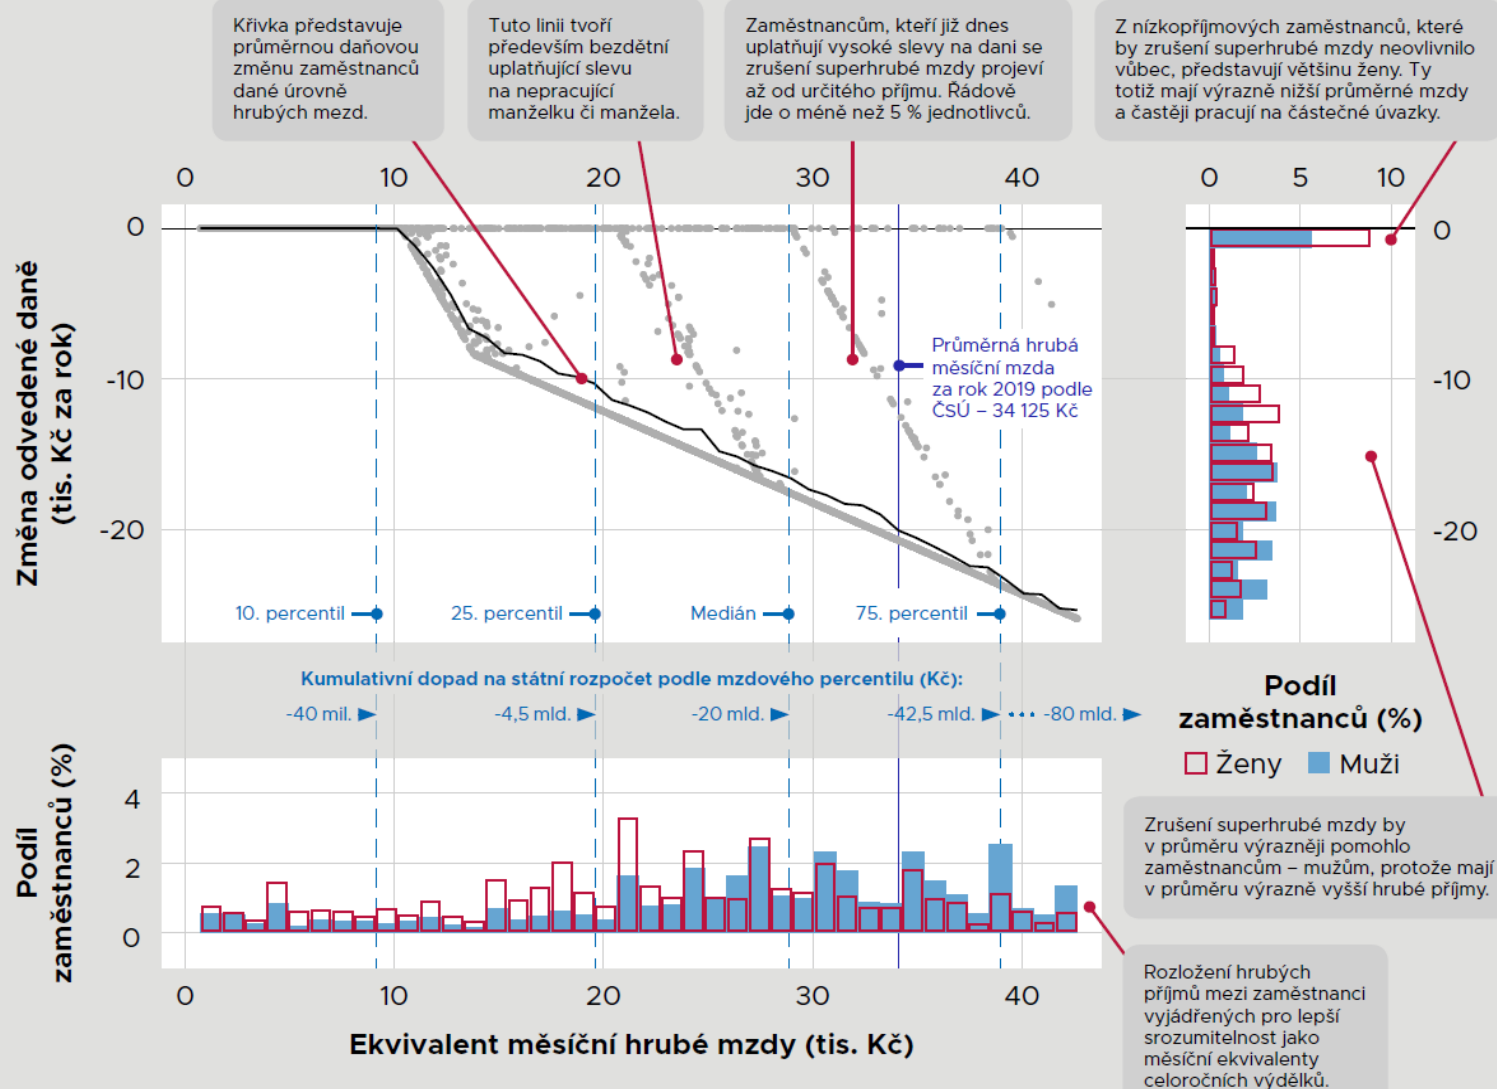 Křivka představuje
průměrnou daňovou
změnu zaměstnanců
dané úrovně
hrubých mezd.
Tuto linii tvoří
především bezdětní
uplatňující slevu
na nepracující
manželku či manžela.
Zaměstnancům, kteří již dnes
uplatňují vysoké slevy na dani se
zrušení superhrubé mzdy projeví
až od určitého příjmu. Řádově
jde o méně než 5 % jednotlivců.
Z nízkopříjmových zaměstnanců, které
by zrušení superhrubé mzdy neovlivnilo
vůbec, představují většinu ženy. Ty
totiž mají výrazně nižší průměrné mzdy
a častěji pracují na částečné úvazky.
0 10 20 30 40
0 5 10
0
-10
-20
Změna odvedené daně
(tis. Kč za rok)
Průměrná hrubá
měsíční mzda
za rok 2019 podle
ČSÚ – 34 125 Kč
10. percentil
25. percentil
Medián
75. percentil
0
-10
-20
Kumulativní dopad na státní rozpočet podle mzdového percentilu (Kč):
-40 mil.
-4,5 mld.
-20 mld.
-42,5 mld.
-80 mld.
Podíl
zaměstnanců (%)
Ženy
Muži
Podíl
zaměstnanců (%)
4
2
0
0 10 20 30 40
Ekvivalent měsíční hrubé mzdy (tis. Kč)
Zrušení superhrubé mzdy by
v průměru výrazněji pomohlo
zaměstnancům – mužům, protože mají
v průměru výrazně vyšší hrubé příjmy.
Rozložení hrubých
příjmů mezi zaměstnanci
vyjádřených pro lepší
srozumitelnost jako
měsíční ekvivalenty
celoročních výdělků.